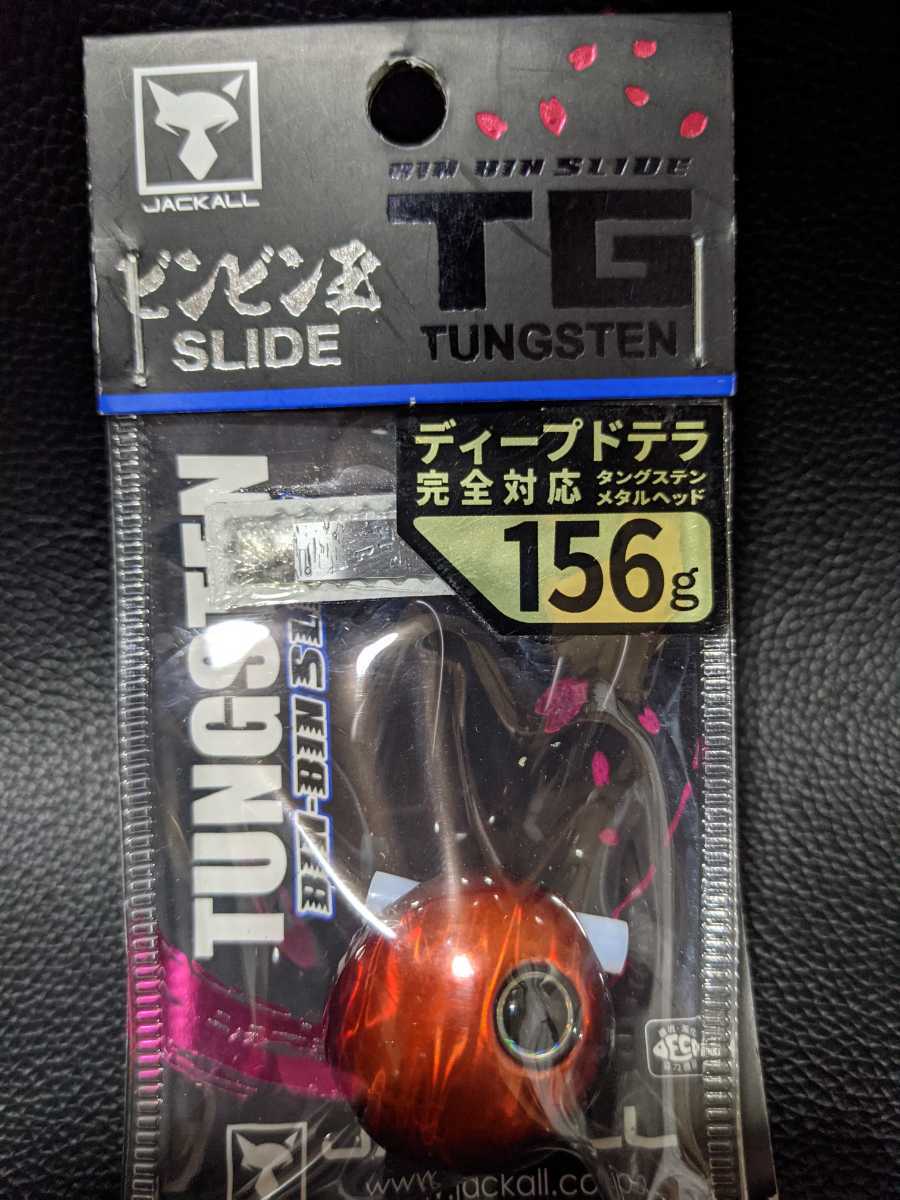 JACKALL
BIN BIN SLIDE
TG
TUNGSTEN
ビンビン玉
SLIDE
ディープドテラ
完全対応
タングステン
メタルヘッド
156g
TUNGSTEN
BIN-BIN SL
www.jackall.co.jp